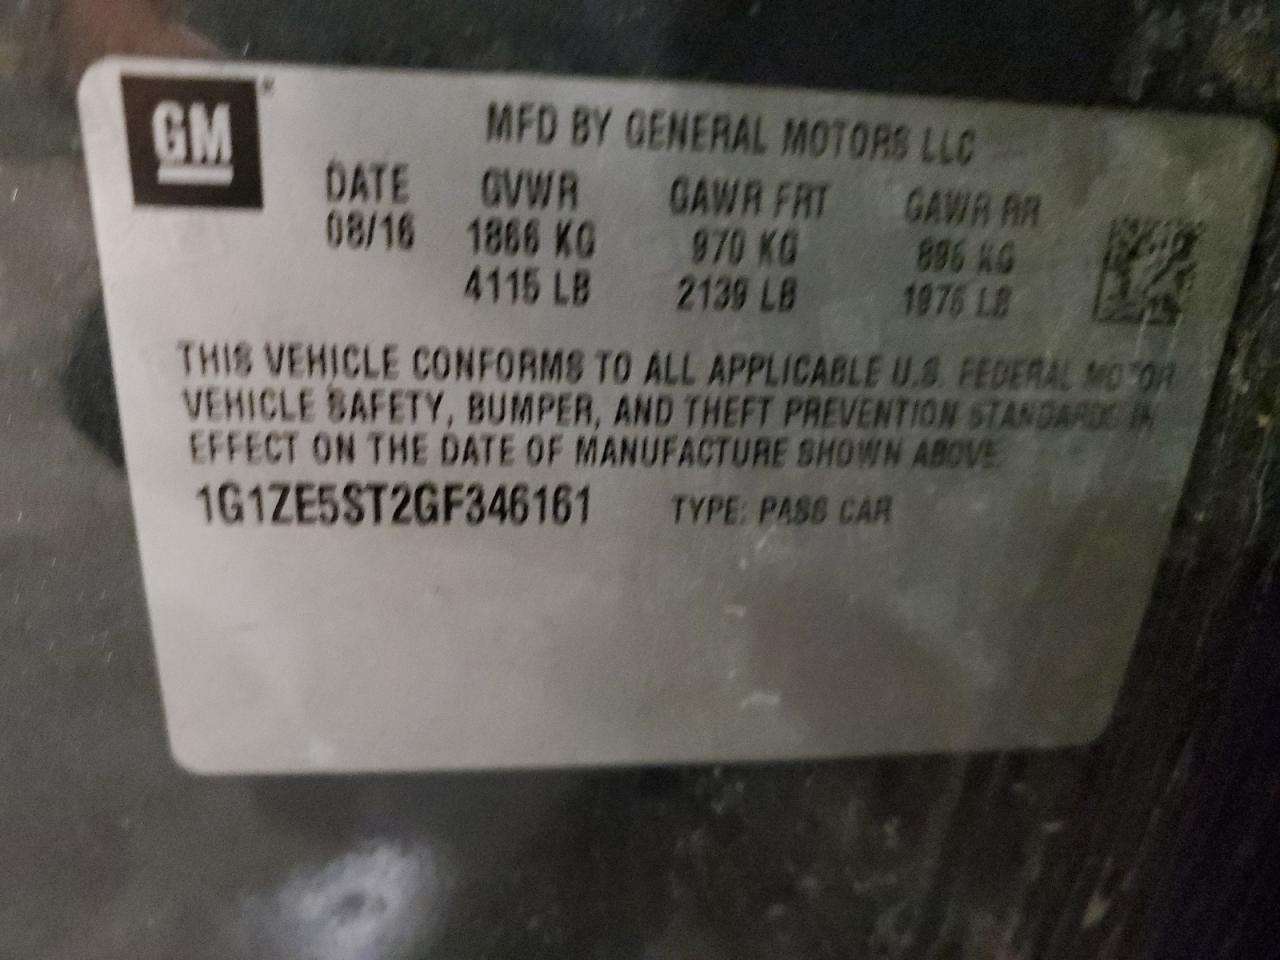 GM
MFD BY GENERAL MOTORS LLC
DATE GVWR GAWR FRT GAWR RR
08/16 1866 KG 970 KG 896 KG
4115 LB 2139 LB 1976 LB
THIS VEHICLE CONFORMS TO ALL APPLICABLE U.S. FEDERAL MOTOR
VEHICLE SAFETY, BUMPER, AND THEFT PREVENTION STANDARDS IN
EFFECT ON THE DATE OF MANUFACTURE SHOWN ABOVE.
1G1ZE5ST2GF346161 TYPE: PASS CAR